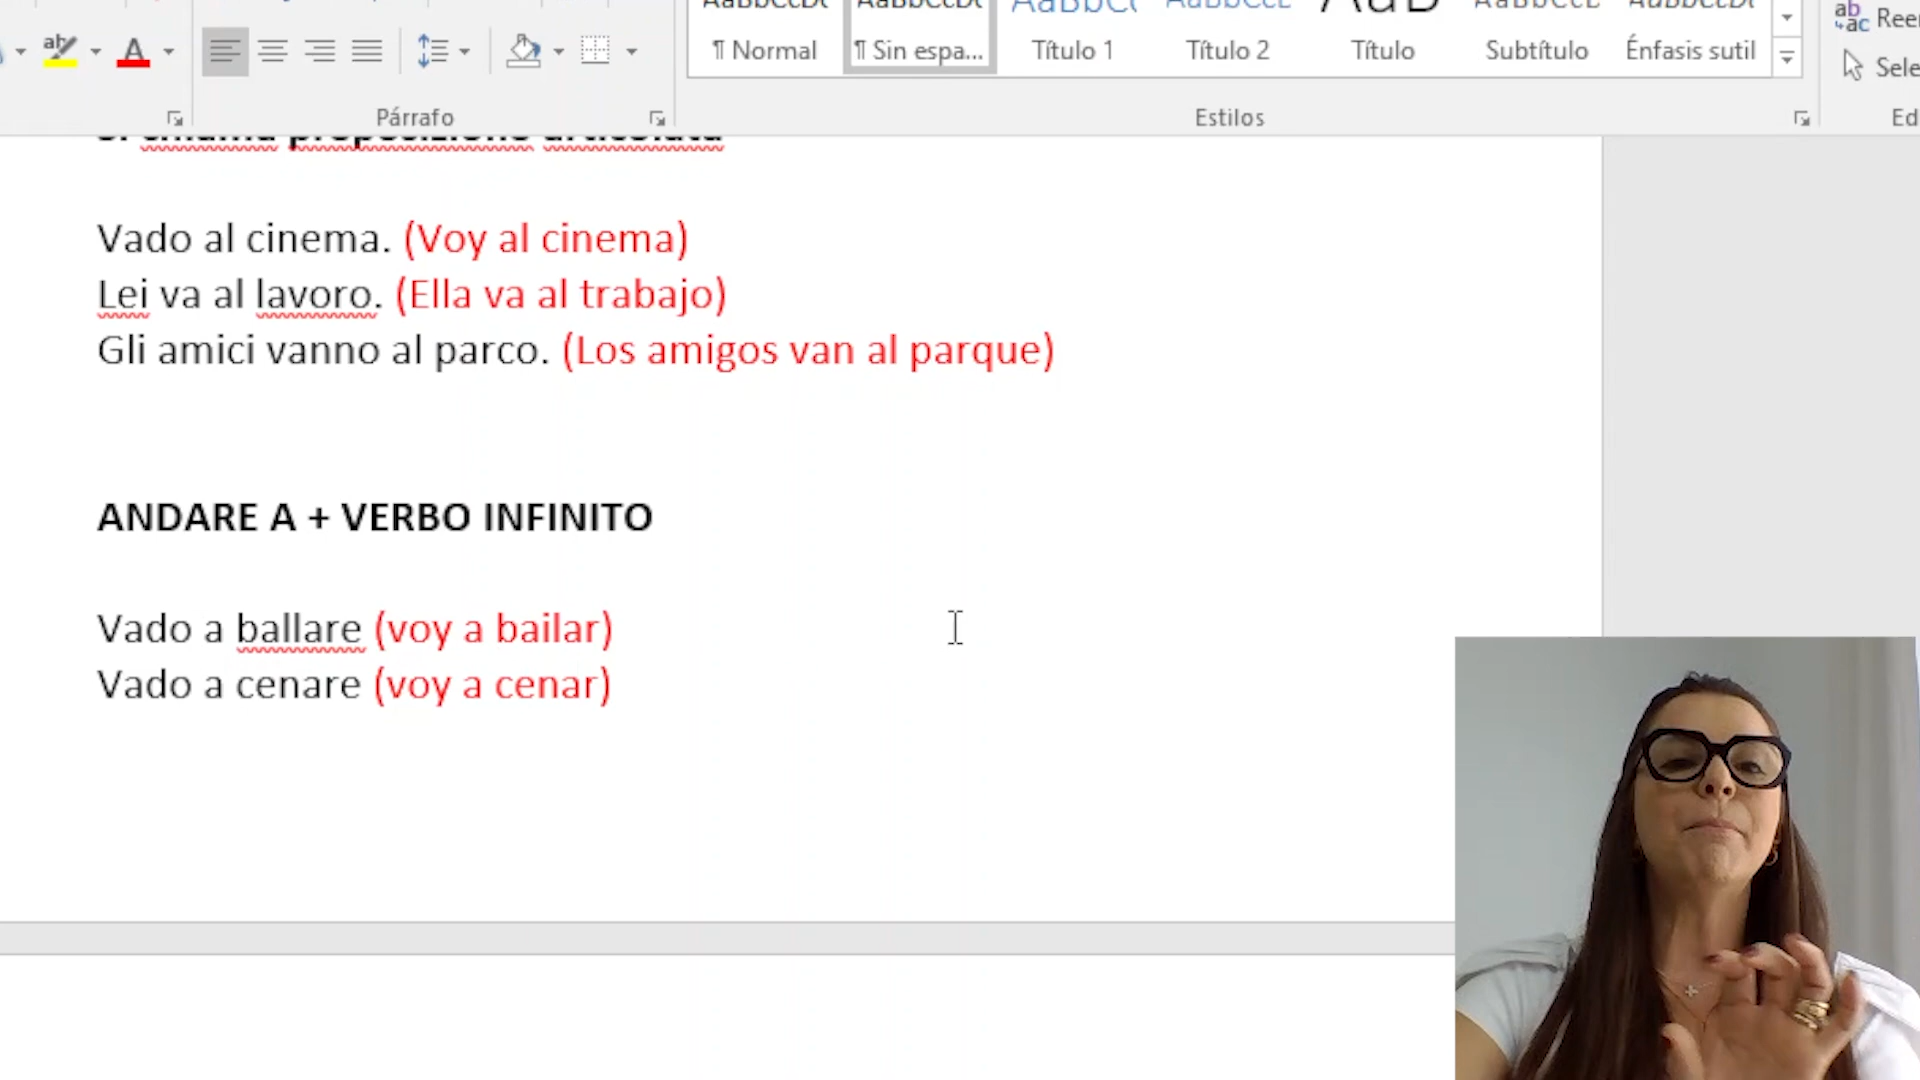 ¶ Normal
¶ Sin espa...
Título 1
Título 2
Título
Subtítulo
Énfasis sutil
Párrafo
Estilos
Vado al cinema. (Voy al cinema)
Lei va al lavoro. (Ella va al trabajo)
Gli amici vanno al parco. (Los amigos van al parque)
ANDARE A + VERBO INFINITO
Vado a ballare (voy a bailar)
Vado a cenare (voy a cenar)